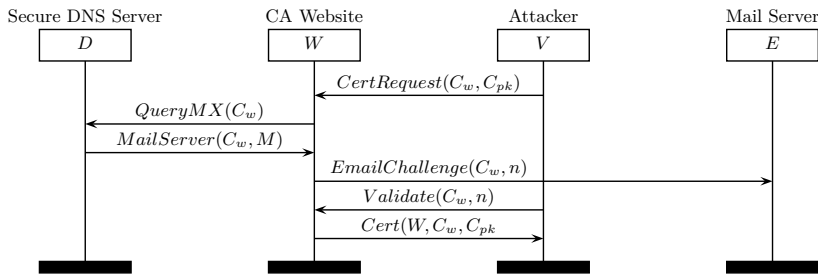 Secure DNS Server CA Website Attacker Mail Server
D W V E
CertRequest(C_w, C_pk)
QueryMX(C_w)
MailServer(C_w, M)
EmailChallenge(C_w, n)
Validate(C_w, n)
Cert(W, C_w, C_pk